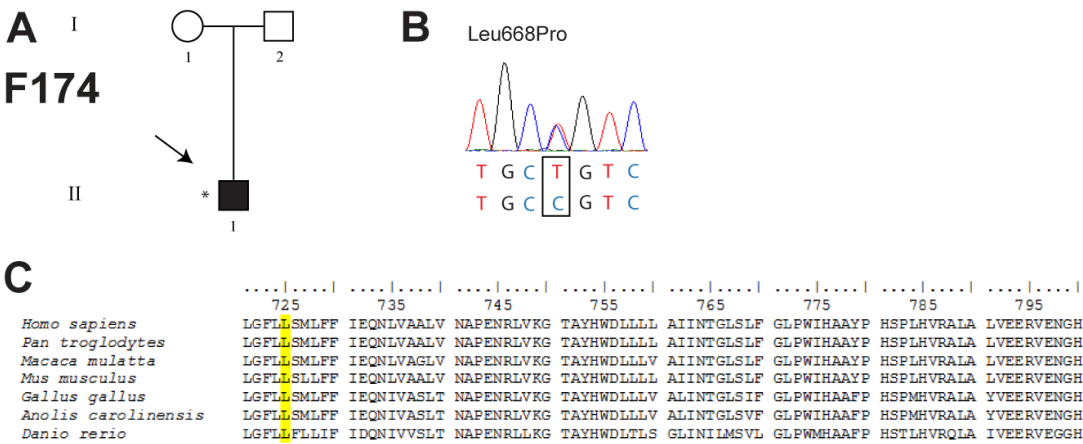 A
I
1
2
F174
II
*
1
B
Leu668Pro
T G C T G T C
T G C C G T C
C
....|....| ....|....| ....|....| ....|....| ....|....| ....|....| ....|....| ....|....|
725 735 745 755 765 775 785 795
Homo sapiens LGFLLSMLFF IEQNLVAALV NAPENRLVKG TAYHWDLLLL AIINTGLSLF GLPWIHAAYP HSPLHVRALA LVEERVENGH
Pan troglodytes LGFLLSMLFF IEQNLVAALV NAPENRLVKG TAYHWDLLLV AIINTGLSLF GLPWIHAAYP HSPLHVRALA LVEERVENGH
Macaca mulatta LGFLLSMLFF IEQNLVAGLV NAPENRLVKG TAYHWDLLLV AIINTGLSLF GLPWIHAAYP HSPLHVRALA LVEERVENGH
Mus musculus LGFLLSLLFF IEQNLVAALV NAPENRLVKG TAYHWDLLLL AIINTGLSLF GLPWIHAAYP HSPLHVRALA LVEERVENGH
Gallus gallus LGFLLSMLFF IEQNIVASLT NAPENRLVKG TAYHWDLLLV ALINTGLSIF GLPWIHAAFP HSPMHVRALA YVEERVENGH
Anolis carolinensis LGFLLSMLFF IEQNIVASLT NAPENRLVKG TAYHWDLLLV ALINTGLSVF GLPWIHAAFP HSPMHVRALA YVEERVENGH
Danio rerio LGFLLFLLIF IDQNIVVSLT NAPENRLLKG TAYHWDLTLS GLINILMSVL GLPWMHAAFP HSTLHVRQLA IVEERVEGGH